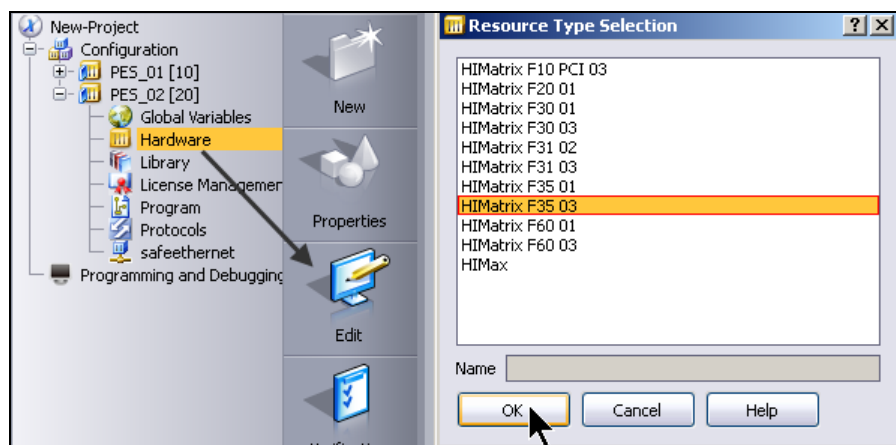 New-Project
Configuration
PES_01 [10]
PES_02 [20]
Global Variables
Hardware
Library
License Managemen
Program
Protocols
safeethernet
Programming and Debugging
New
Properties
Edit
Resource Type Selection
HIMatrix F10 PCI 03
HIMatrix F20 01
HIMatrix F30 01
HIMatrix F30 03
HIMatrix F31 02
HIMatrix F31 03
HIMatrix F35 01
HIMatrix F35 03
HIMatrix F60 01
HIMatrix F60 03
HIMax
Name
OK
Cancel
Help